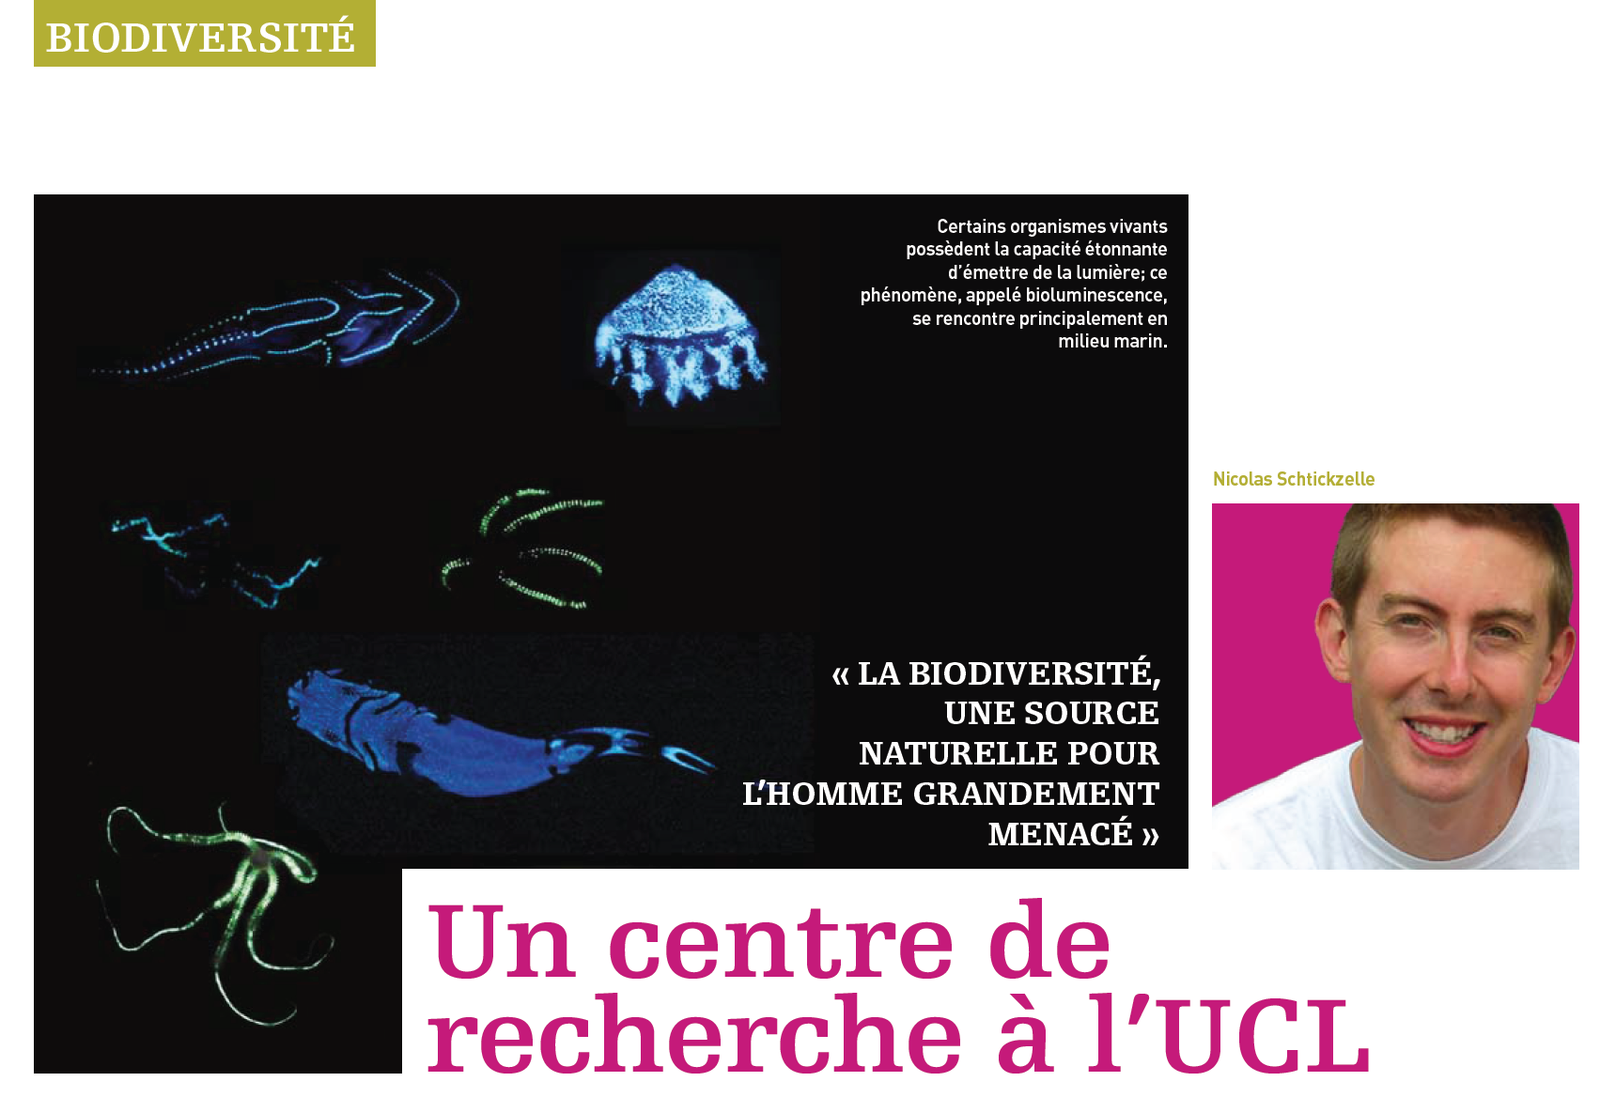 BIODIVERSITÉ
Certains organismes vivants
possèdent la capacité étonnante
d’émettre de la lumière; ce
phénomène, appelé bioluminescence,
se rencontre principalement en
milieu marin.
Nicolas Schtickzelle
« LA BIODIVERSITÉ,
UNE SOURCE
NATURELLE POUR
L’HOMME GRANDEMENT
MENACÉ »
Un centre de
recherche à l’UCL